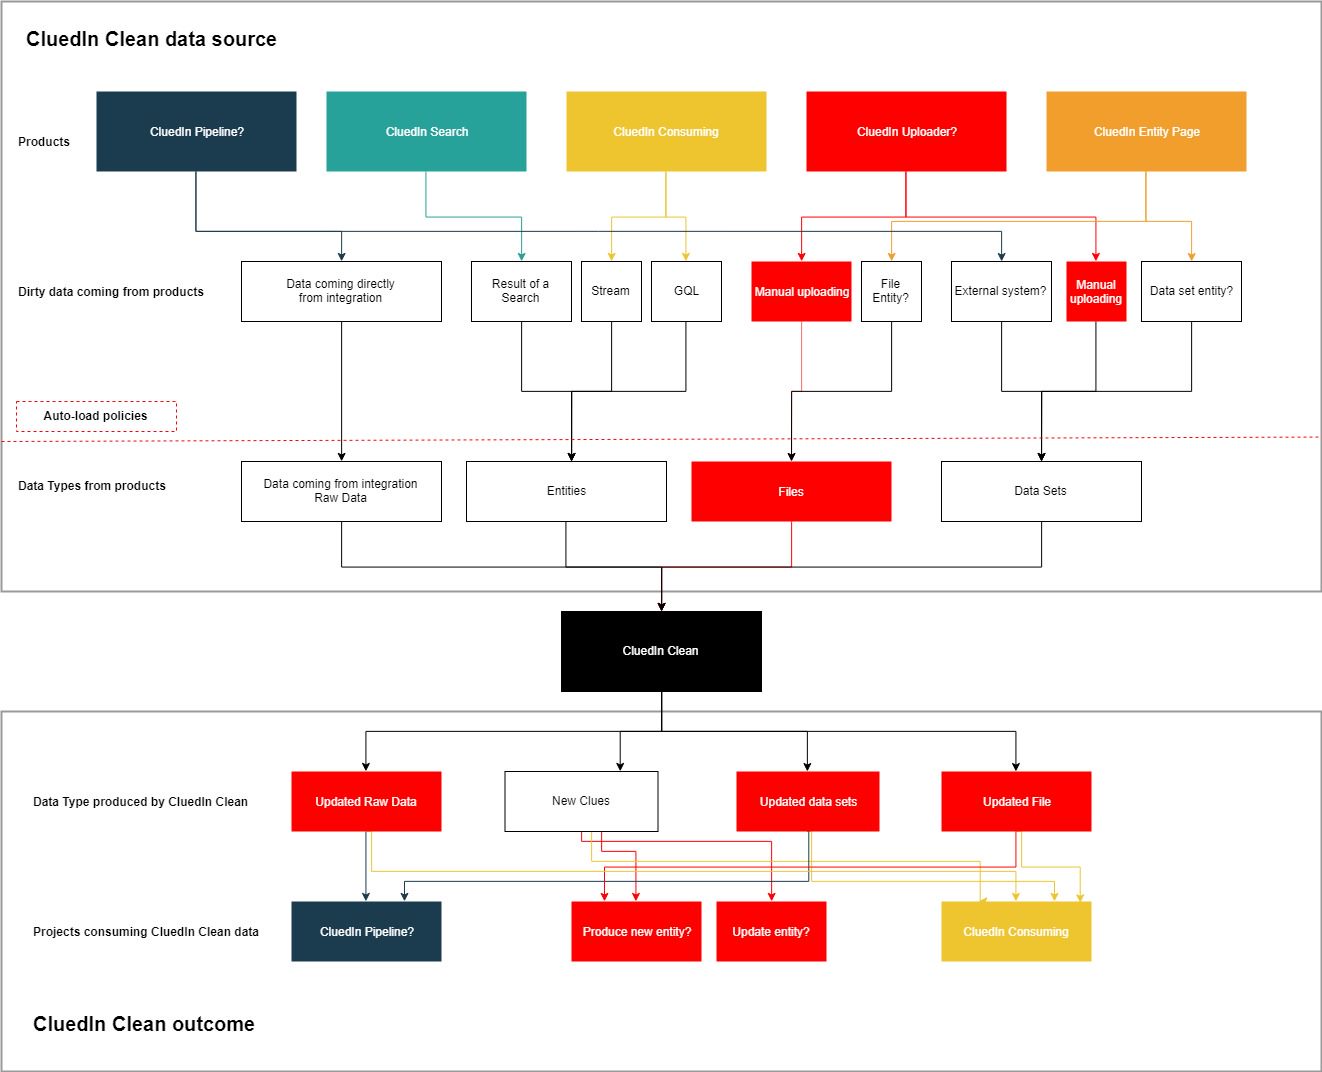 CluedIn Clean data source
Products
CluedIn Pipeline?
CluedIn Search
CluedIn Consuming
CluedIn Uploader?
CluedIn Entity Page
Dirty data coming from products
Data coming directly
from integration
Result of a
Search
Stream
GQL
Manual uploading
File
Entity?
External system?
Manual
uploading
Data set entity?
Auto-load policies
Data Types from products
Data coming from integration
Raw Data
Entities
Files
Data Sets
CluedIn Clean
Data Type produced by CluedIn Clean
Updated Raw Data
New Clues
Updated data sets
Updated File
Projects consuming CluedIn Clean data
CluedIn Pipeline?
Produce new entity?
Update entity?
CluedIn Consuming
CluedIn Clean outcome